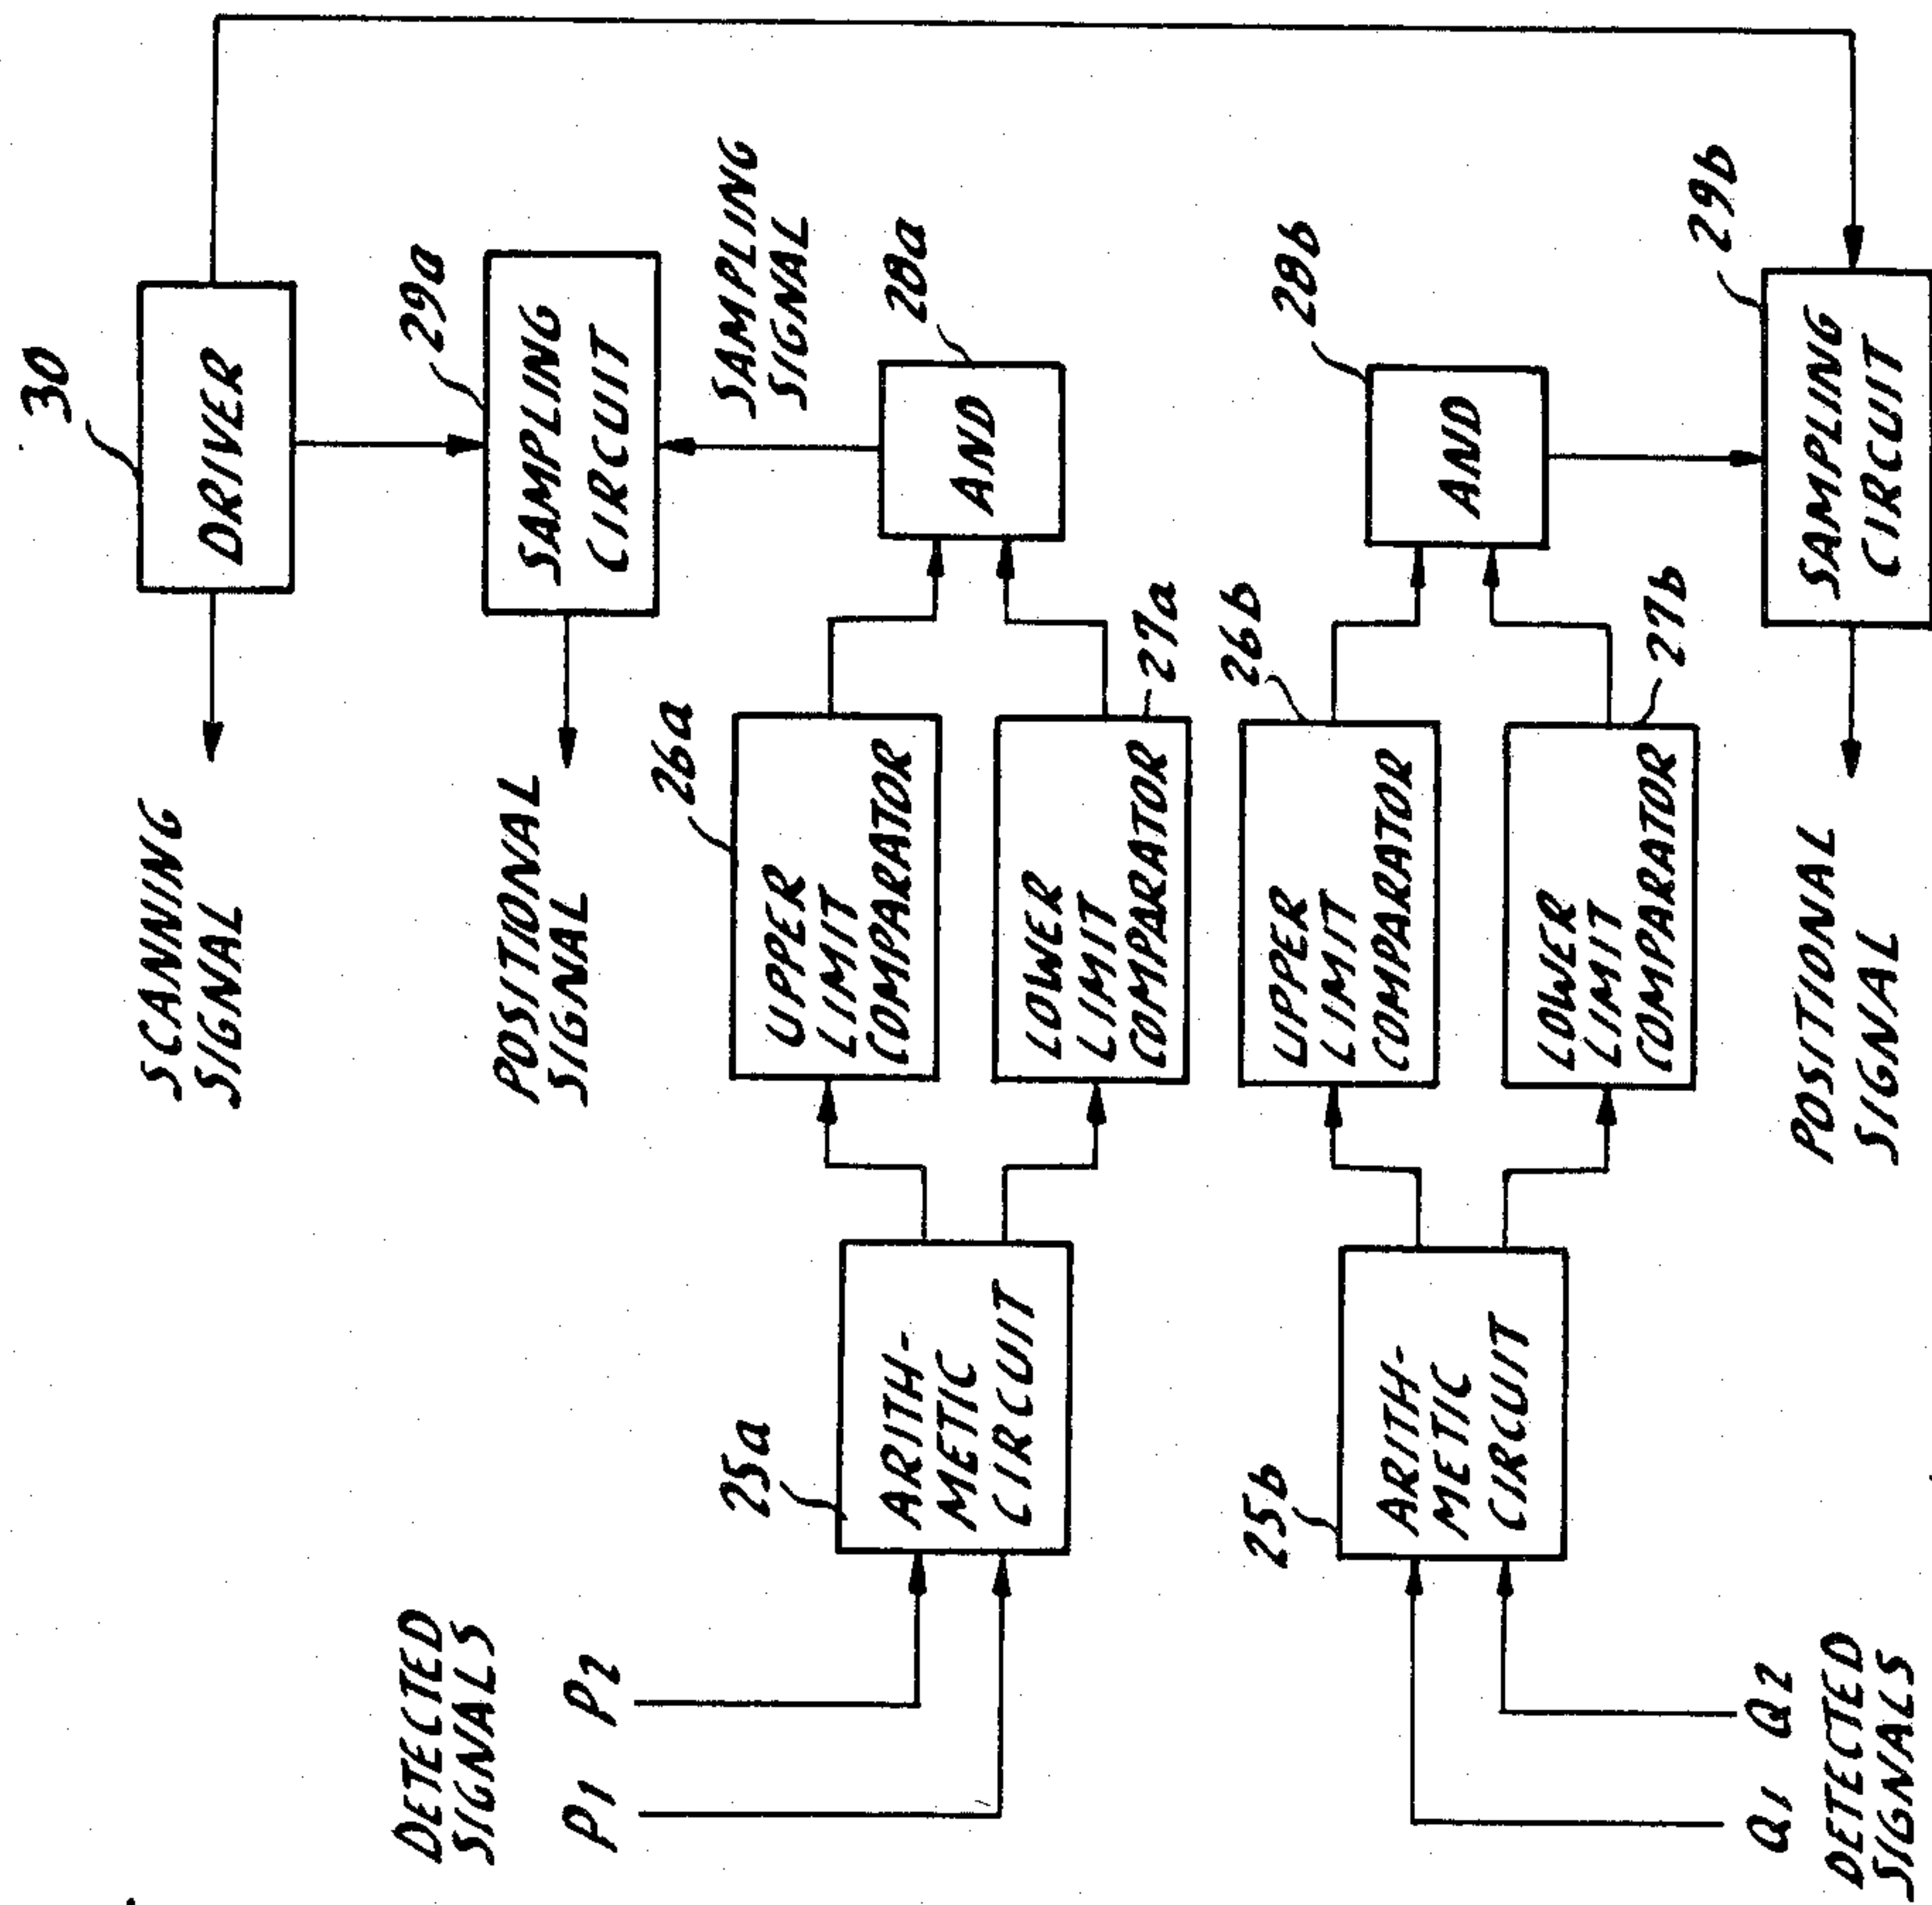 30
DRIVER
SCANNING
SIGNAL
29a
SAMPLING
CIRCUIT
POSITIONAL
SIGNAL
SAMPLING
SIGNAL
DETECTED
SIGNALS
P1 P2
25a
ARITH-
METIC
CIRCUIT
26a
UPPER
LIMIT
COMPARATOR
LOWER
LIMIT
COMPARATOR
27a
28a
AND
25b
ARITH-
METIC
CIRCUIT
26b
UPPER
LIMIT
COMPARATOR
LOWER
LIMIT
COMPARATOR
27b
28b
AND
29b
SAMPLING
CIRCUIT
POSITIONAL
SIGNAL
Q1 Q2
DETECTED
SIGNALS